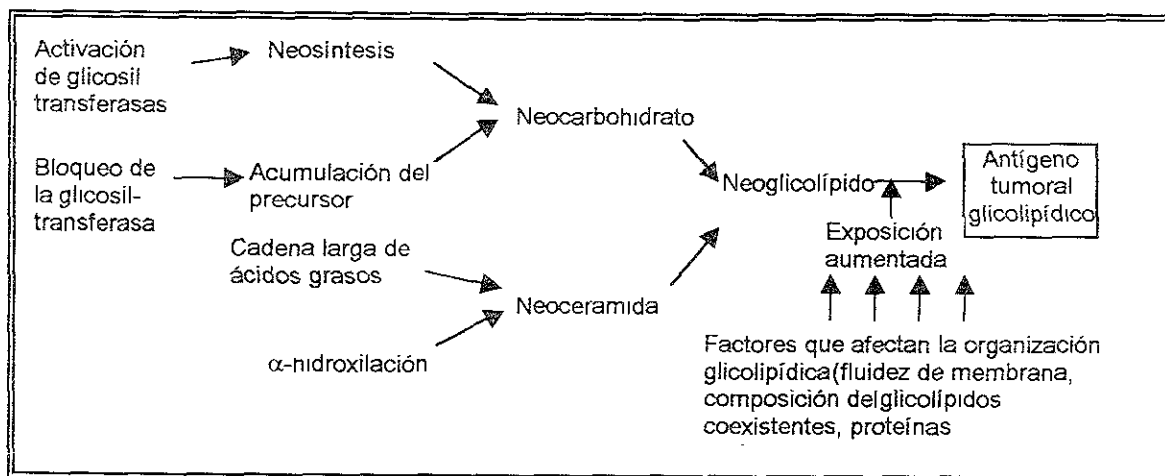 Activación
de glicosil
transferasas
Neosíntesis
Neocarbohidrato
Bloqueo de
la glicosil-
transferasa
Acumulación del
precursor
Cadena larga de
ácidos grasos
Neoceramida
α-hidroxilación
Neoglicolípido
Antígeno
tumoral
glicolipídico
Exposición
aumentada
Factores que afectan la organización
glicolipídica(fluidez de membrana,
composición delglicolípidos
coexistentes, proteínas